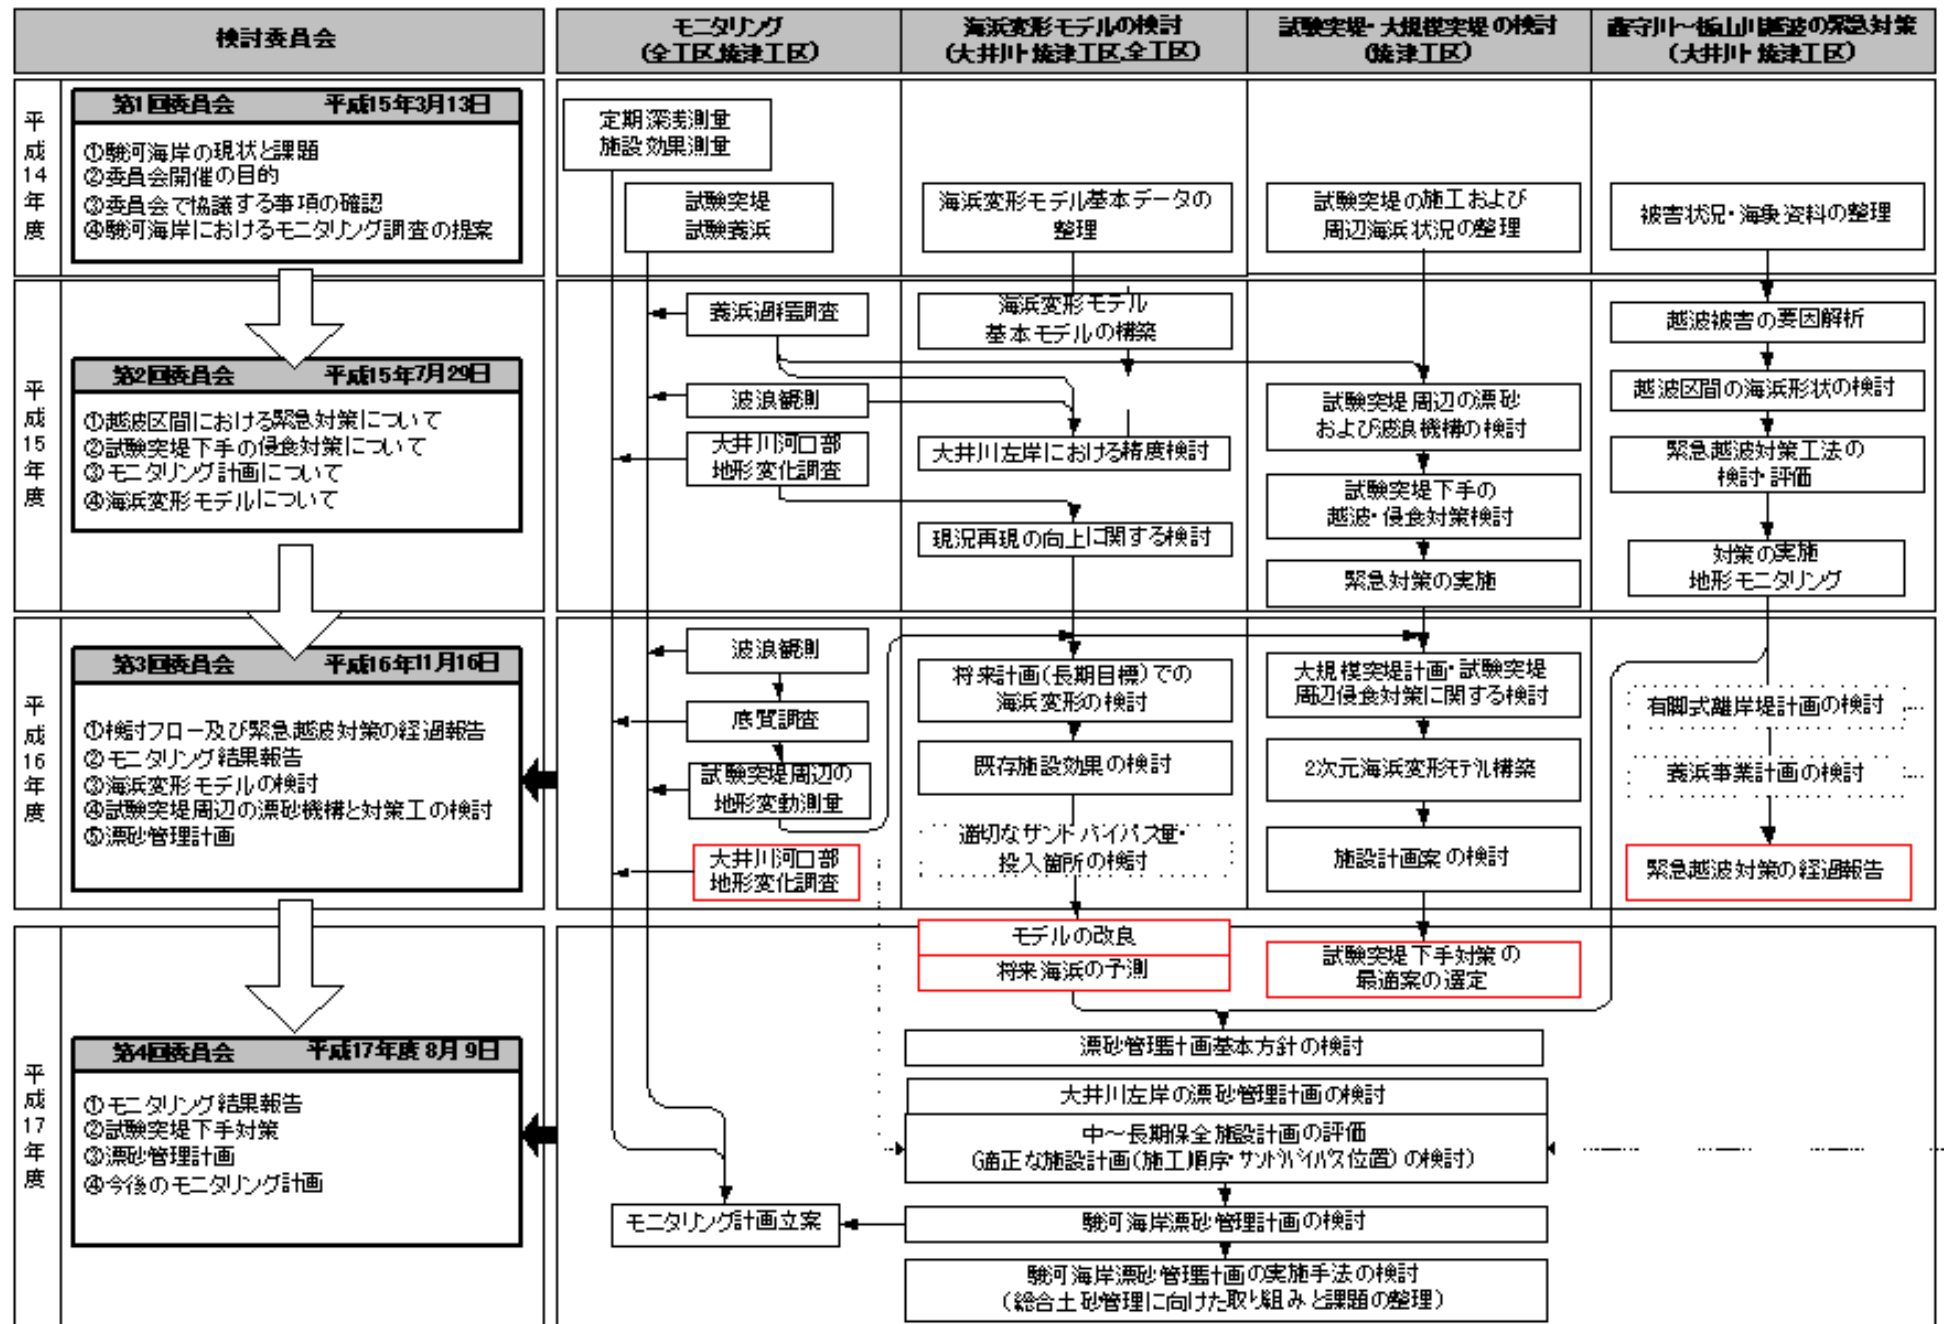 検討委員会
モニタリング
(全工区,焼津工区)
海浜変形モデルの検討
(大井川・焼津工区,全工区)
試験突堤・大規模突堤の検討
(焼津工区)
越波の緊急対策
(大井川・焼津工区)
平成14年度
第1回委員会 平成15年3月13日
①駿河海岸の現状と課題
②委員会開催の目的
③委員会で協議する事項の確認
④駿河海岸におけるモニタリング調査の提案
定期深浅測量
施設効果測量
試験突堤
試験養浜
海浜変形モデル基本データの
整理
試験突堤の施工および
周辺海浜状況の整理
被害状況・海象資料の整理
平成15年度
第2回委員会 平成15年7月29日
①越波区間における緊急対策について
②試験突堤下手の侵食対策について
③モニタリング計画について
④海浜変形モデルについて
養浜過程調査
波浪観測
大井川河口部
地形変化調査
海浜変形モデル
基本モデルの構築
大井川左岸における精度検討
現況再現の向上に関する検討
試験突堤周辺の漂砂
および波浪機構の検討
試験突堤下手の
越波・侵食対策検討
緊急対策の実施
越波被害の要因解析
越波区間の海浜形状の検討
緊急越波対策工法の
検討・評価
対策の実施
地形モニタリング
平成16年度
第3回委員会 平成16年11月16日
①検討フロー及び緊急越波対策の経過報告
②モニタリング結果報告
③海浜変形モデルの検討
④試験突堤周辺の漂砂機構と対策工の検討
⑤漂砂管理計画
波浪観測
底質調査
試験突堤周辺の
地形変動測量
大井川河口部
地形変化調査
将来計画(長期目標)での
海浜変形の検討
既存施設効果の検討
適切なサンドバイパス量・
投入箇所の検討
大規模突堤計画・試験突堤
周辺侵食対策に関する検討
2次元海浜変形モデル構築
施設計画案の検討
有脚式離岸堤計画の検討
養浜事業計画の検討
緊急越波対策の経過報告
平成17年度
第4回委員会 平成17年度 8月 9日
①モニタリング結果報告
②試験突堤下手対策
③漂砂管理計画
④今後のモニタリング計画
モデルの改良
将来海浜の予測
試験突堤下手対策の
最適案の選定
漂砂管理計画基本方針の検討
大井川左岸の漂砂管理計画の検討
中～長期保全施設計画の評価
(適正な施設計画(施工順序・サンドバイパス位置)の検討)
モニタリング計画立案
駿河海岸漂砂管理計画の検討
駿河海岸漂砂管理計画の実施手法の検討
(総合土砂管理に向けた取り組みと課題の整理)